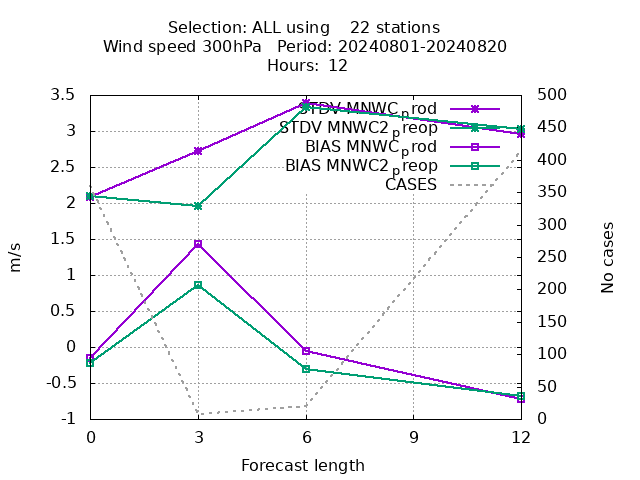 Selection: ALL using 22 stations
Wind speed 300hPa Period: 20240801-20240820
Hours: 12
3.5
3
2.5
2
1.5
1
0.5
0
-0.5
-1
m/s
STDV MNWC_prod
STDV MNWC2_preop
BIAS MNWC_prod
BIAS MNWC2_preop
CASES
500
450
400
350
300
250
200
150
100
50
0
No cases
0 3 6 9 12
Forecast length